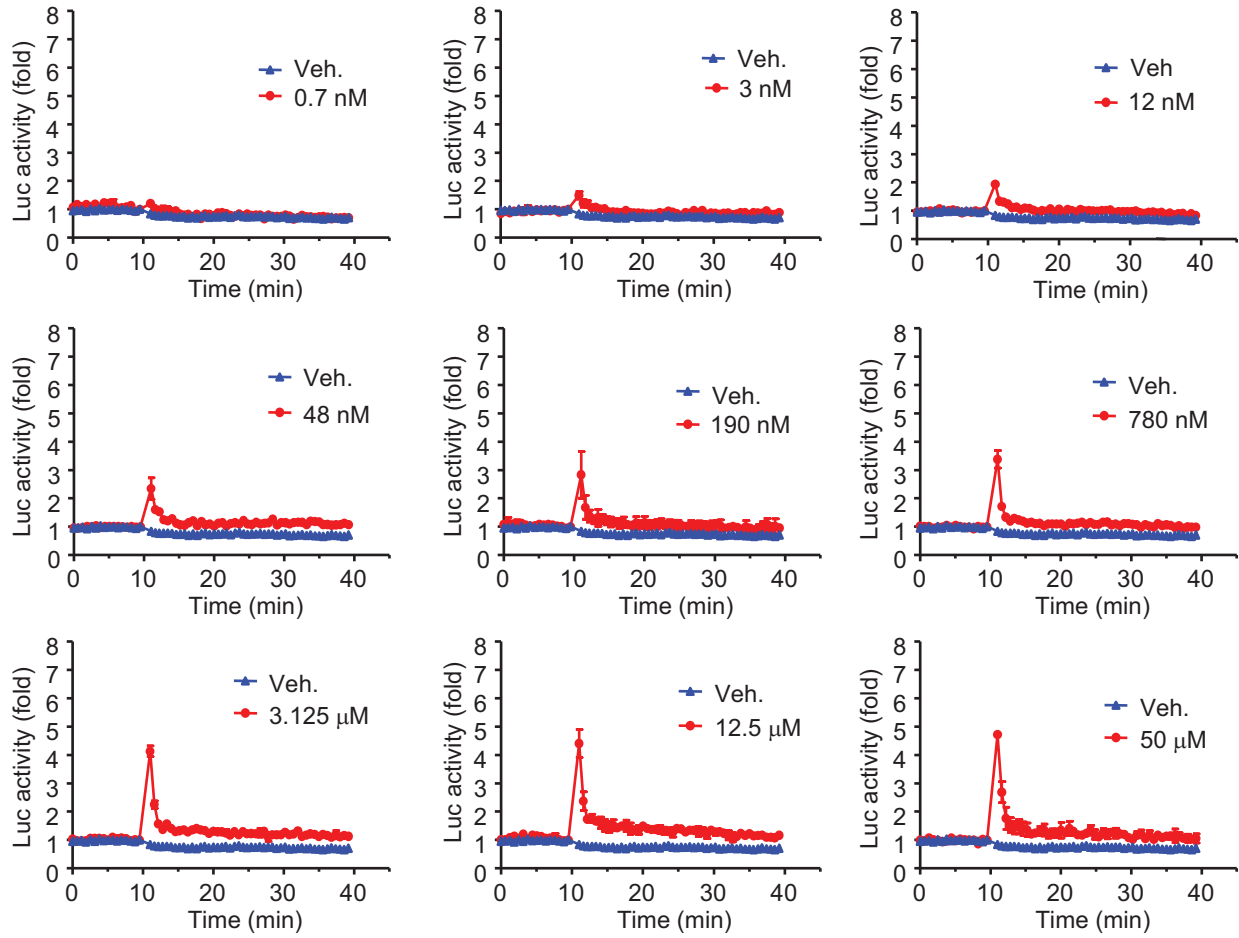 Luc activity (fold)
8
7
6
5
4
3
2
1
0
Veh.
0.7 nM
0 10 20 30 40
Time (min)
Luc activity (fold)
8
7
6
5
4
3
2
1
0
Veh.
3 nM
0 10 20 30 40
Time (min)
Luc activity (fold)
8
7
6
5
4
3
2
1
0
Veh
12 nM
0 10 20 30 40
Time (min)
Luc activity (fold)
8
7
6
5
4
3
2
1
0
Veh.
48 nM
0 10 20 30 40
Time (min)
Luc activity (fold)
8
7
6
5
4
3
2
1
0
Veh.
190 nM
0 10 20 30 40
Time (min)
Luc activity (fold)
8
7
6
5
4
3
2
1
0
Veh.
780 nM
0 10 20 30 40
Time (min)
Luc activity (fold)
8
7
6
5
4
3
2
1
0
Veh.
3.125 μM
0 10 20 30 40
Time (min)
Luc activity (fold)
8
7
6
5
4
3
2
1
0
Veh.
12.5 μM
0 10 20 30 40
Time (min)
Luc activity (fold)
8
7
6
5
4
3
2
1
0
Veh.
50 μM
0 10 20 30 40
Time (min)